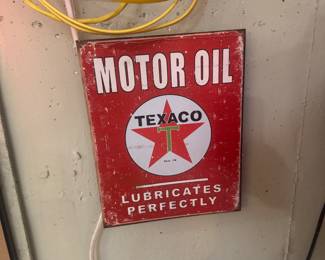 MOTOR OIL
TEXACO
T
LUBRICATES
PERFECTLY